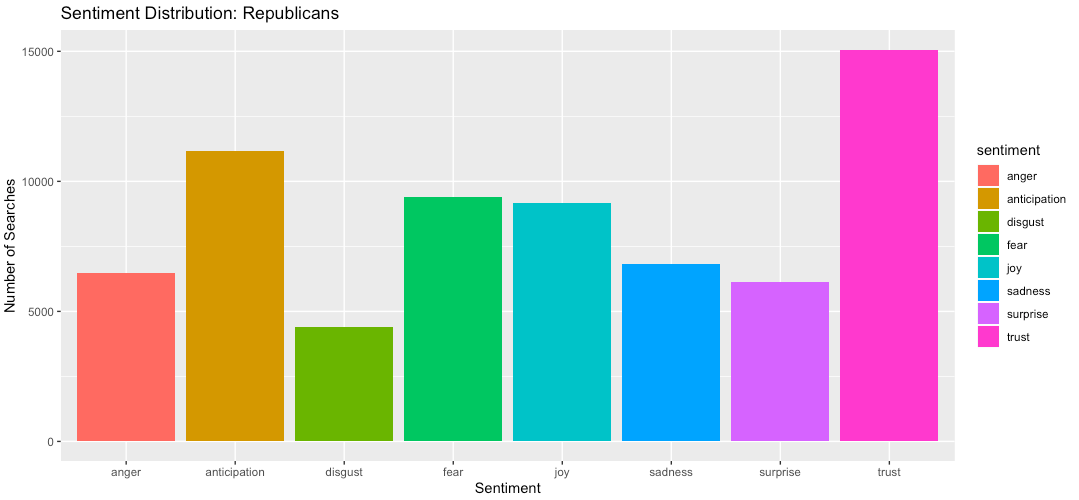 Sentiment Distribution: Republicans
Number of Searches
15000
10000
5000
0
anger
anticipation
disgust
fear
joy
sadness
surprise
trust
Sentiment
sentiment
anger
anticipation
disgust
fear
joy
sadness
surprise
trust